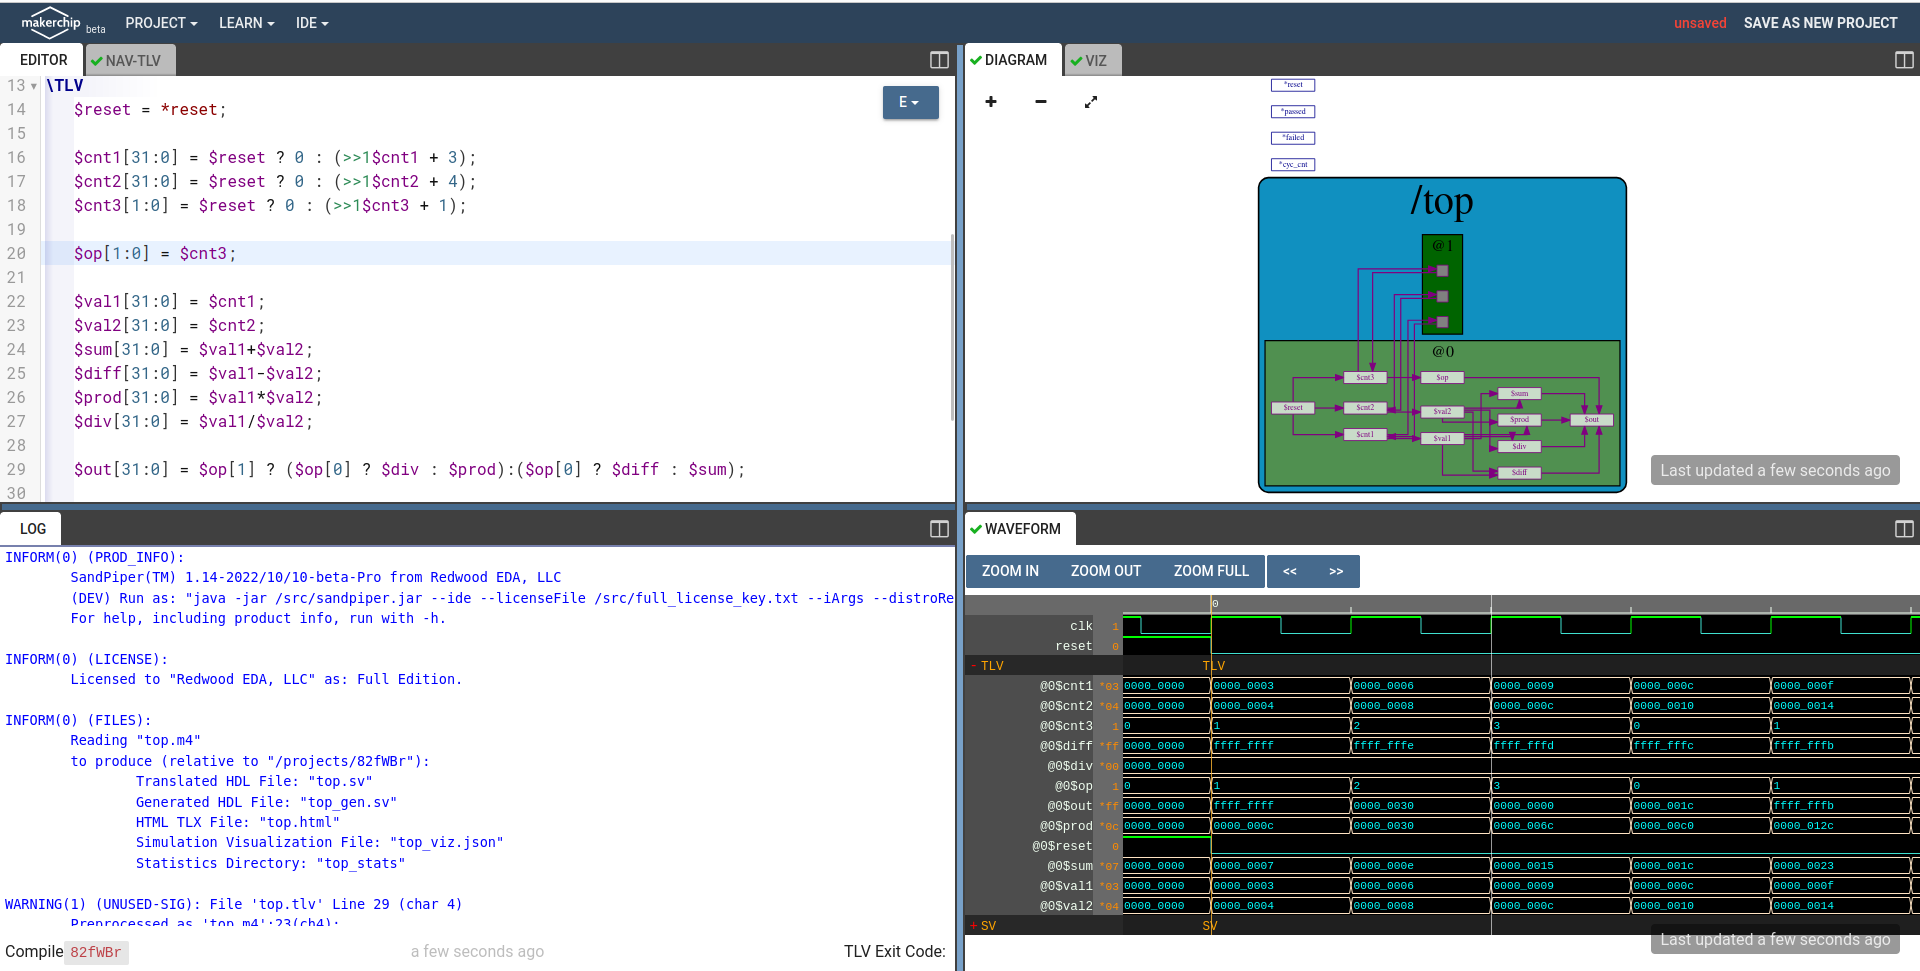 makerchip beta PROJECT LEARN IDE unsaved SAVE AS NEW PROJECT
EDITOR NAV-TLV
13 \TLV
14 $reset = *reset;
15
16 $cnt1[31:0] = $reset ? 0 : (>>1$cnt1 + 3);
17 $cnt2[31:0] = $reset ? 0 : (>>1$cnt2 + 4);
18 $cnt3[1:0] = $reset ? 0 : (>>1$cnt3 + 1);
19
20 $op[1:0] = $cnt3;
21
22 $val1[31:0] = $cnt1;
23 $val2[31:0] = $cnt2;
24 $sum[31:0] = $val1+$val2;
25 $diff[31:0] = $val1-$val2;
26 $prod[31:0] = $val1*$val2;
27 $div[31:0] = $val1/$val2;
28
29 $out[31:0] = $op[1] ? ($op[0] ? $div : $prod):($op[0] ? $diff : $sum);
30
E
DIAGRAM VIZ
+ −
*reset
*passed
*failed
*cyc_cnt
/top
@1
@0
$cnt3 $op
$sum
$reset $cnt2 $val2
$prod $out
$cnt1 $val1
$div
$diff
Last updated a few seconds ago
LOG
INFORM(0) (PROD_INFO):
SandPiper(TM) 1.14-2022/10/10-beta-Pro from Redwood EDA, LLC
(DEV) Run as: "java -jar /src/sandpiper.jar --ide --licenseFile /src/full_license_key.txt --iArgs --distroRe
For help, including product info, run with -h.
INFORM(0) (LICENSE):
Licensed to "Redwood EDA, LLC" as: Full Edition.
INFORM(0) (FILES):
Reading "top.m4"
to produce (relative to "/projects/82fWBr"):
Translated HDL File: "top.sv"
Generated HDL File: "top_gen.sv"
HTML TLX File: "top.html"
Simulation Visualization File: "top_viz.json"
Statistics Directory: "top_stats"
WARNING(1) (UNUSED-SIG): File 'top.tlv' Line 29 (char 4)
Preprocessed as 'top.m4':23(ch4):
Compile 82fWBr a few seconds ago TLV Exit Code:
WAVEFORM
ZOOM IN ZOOM OUT ZOOM FULL << >>
0
clk 1
reset 0
- TLV TLV
@0$cnt1 *03 0000_0000 0000_0003 0000_0006 0000_0009 0000_000c 0000_000f
@0$cnt2 *04 0000_0000 0000_0004 0000_0008 0000_000c 0000_0010 0000_0014
@0$cnt3 1 0 1 2 3 0 1
@0$diff *ff 0000_0000 ffff_ffff ffff_fffe ffff_fffd ffff_fffc ffff_fffb
@0$div *00 0000_0000
@0$op 1 0 1 2 3 0 1
@0$out *ff 0000_0000 ffff_ffff 0000_0030 0000_0000 0000_001c ffff_fffb
@0$prod *0c 0000_0000 0000_000c 0000_0030 0000_006c 0000_00c0 0000_012c
@0$reset 0
@0$sum *07 0000_0000 0000_0007 0000_000e 0000_0015 0000_001c 0000_0023
@0$val1 *03 0000_0000 0000_0003 0000_0006 0000_0009 0000_000c 0000_000f
@0$val2 *04 0000_0000 0000_0004 0000_0008 0000_000c 0000_0010 0000_0014
+ SV SV
Last updated a few seconds ago